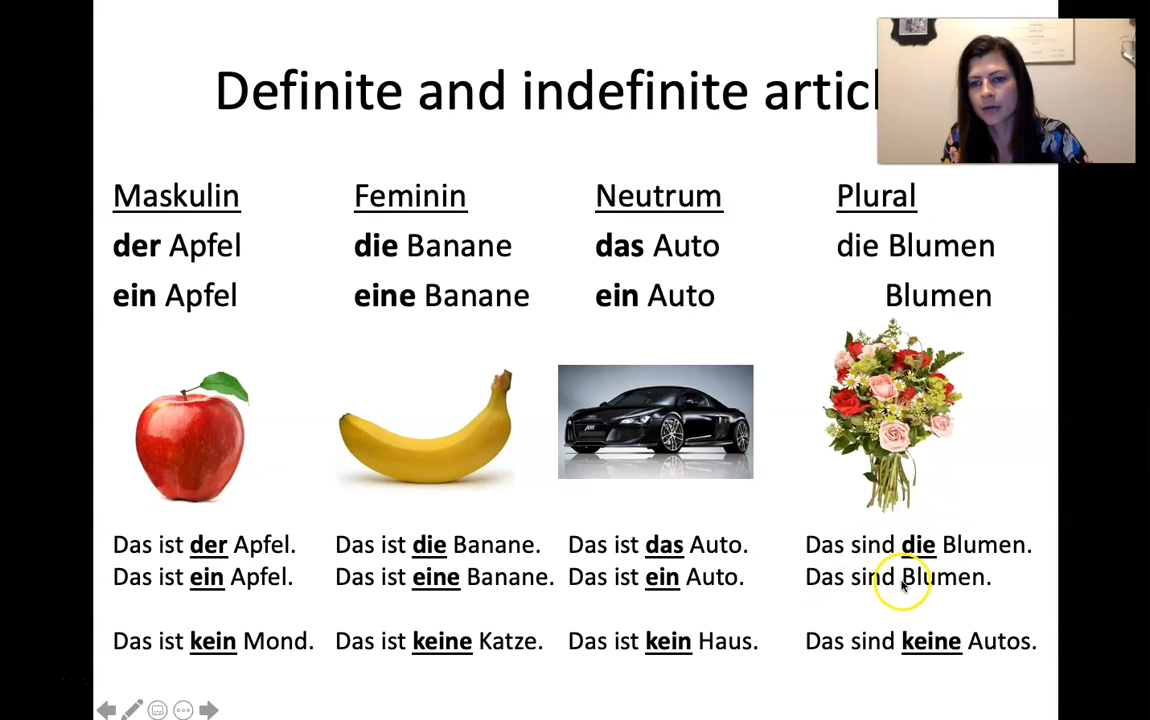 Definite and indefinite artic
Maskulin Feminin Neutrum Plural
der Apfel die Banane das Auto die Blumen
ein Apfel eine Banane ein Auto Blumen
Das ist der Apfel. Das ist die Banane. Das ist das Auto. Das sind die Blumen.
Das ist ein Apfel. Das ist eine Banane. Das ist ein Auto. Das sind Blumen.
Das ist kein Mond. Das ist keine Katze. Das ist kein Haus. Das sind keine Autos.